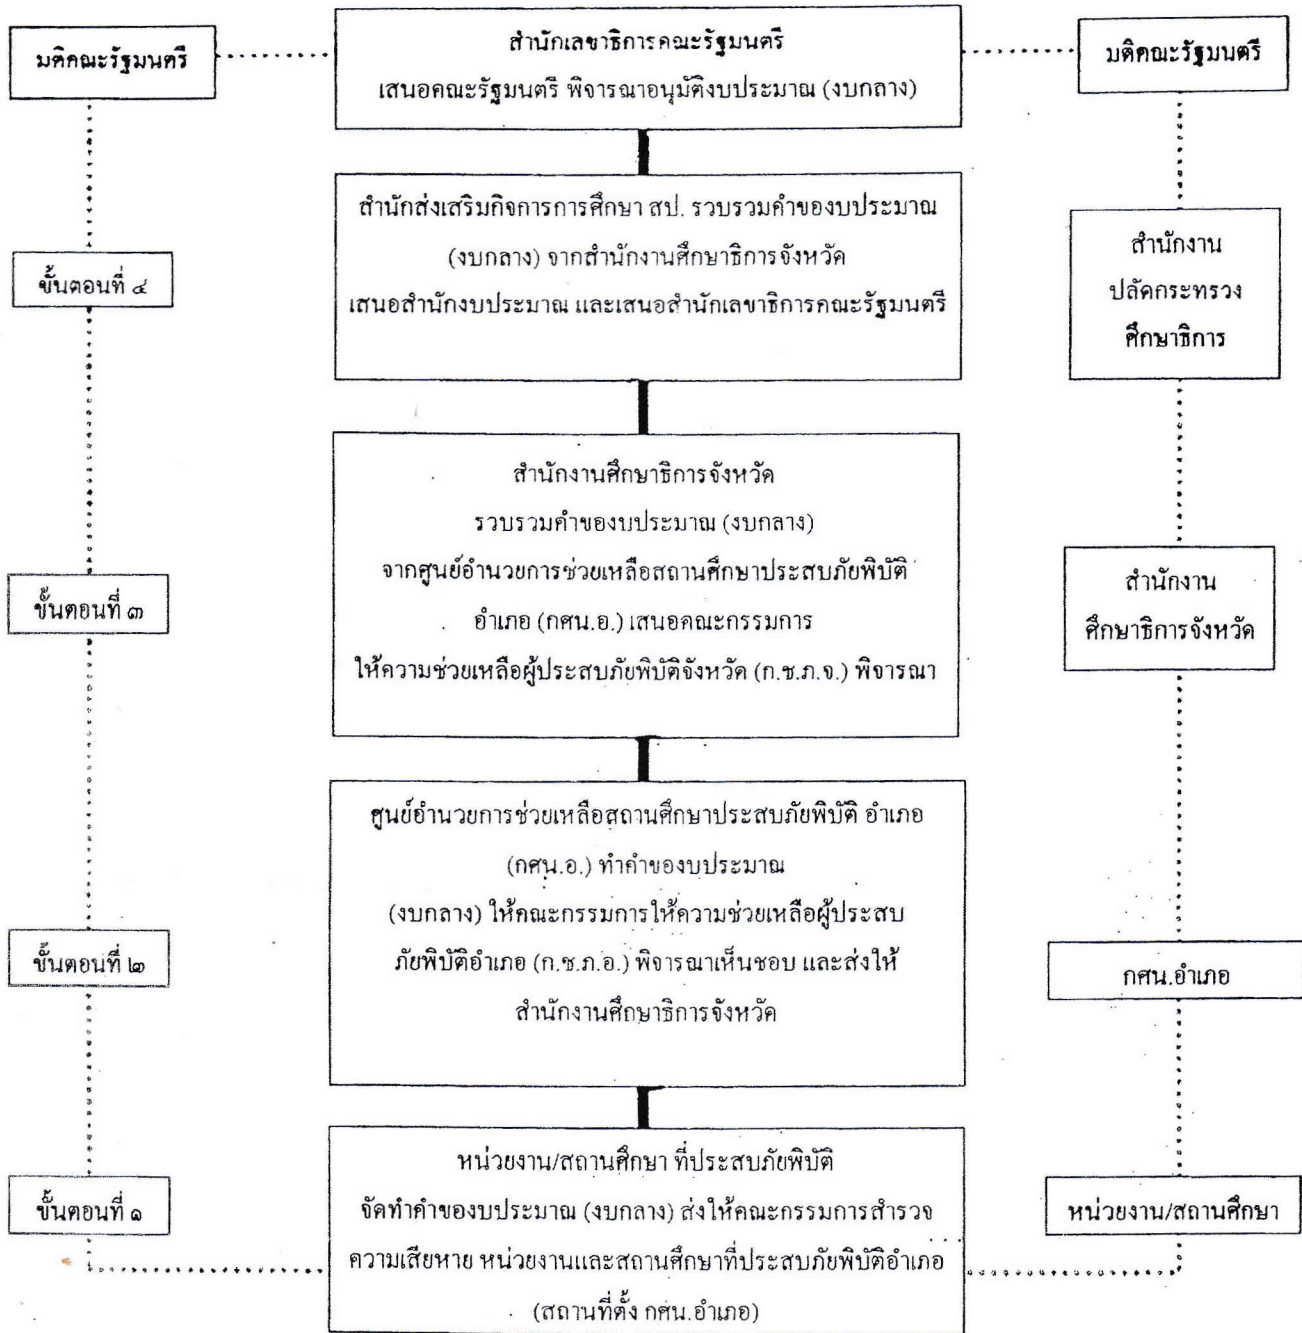 มติคณะรัฐมนตรี
สำนักเลขาธิการคณะรัฐมนตรี
เสนอคณะรัฐมนตรี พิจารณาอนุมัติงบประมาณ (งบกลาง)
มติคณะรัฐมนตรี
ขั้นตอนที่ ๔
สำนักส่งเสริมกิจการการศึกษา สป. รวบรวมคำของบประมาณ
(งบกลาง) จากสำนักงานศึกษาธิการจังหวัด
เสนอสำนักงบประมาณ และเสนอสำนักเลขาธิการคณะรัฐมนตรี
สำนักงาน
ปลัดกระทรวง
ศึกษาธิการ
ขั้นตอนที่ ๓
สำนักงานศึกษาธิการจังหวัด
รวบรวมคำของบประมาณ (งบกลาง)
จากศูนย์อำนวยการช่วยเหลือสถานศึกษาประสบภัยพิบัติ
อำเภอ (กศน.อ.) เสนอคณะกรรมการ
ให้ความช่วยเหลือผู้ประสบภัยพิบัติจังหวัด (ก.ช.ภ.จ.) พิจารณา
สำนักงาน
ศึกษาธิการจังหวัด
ขั้นตอนที่ ๒
ศูนย์อำนวยการช่วยเหลือสถานศึกษาประสบภัยพิบัติ อำเภอ
(กศน.อ.) ทำคำของบประมาณ
(งบกลาง) ให้คณะกรรมการให้ความช่วยเหลือผู้ประสบ
ภัยพิบัติอำเภอ (ก.ช.ภ.อ.) พิจารณาเห็นชอบ และส่งให้
สำนักงานศึกษาธิการจังหวัด
กศน.อำเภอ
ขั้นตอนที่ ๑
หน่วยงาน/สถานศึกษา ที่ประสบภัยพิบัติ
จัดทำคำของบประมาณ (งบกลาง) ส่งให้คณะกรรมการสำรวจ
ความเสียหาย หน่วยงานและสถานศึกษาที่ประสบภัยพิบัติอำเภอ
(สถานที่ตั้ง กศน.อำเภอ)
หน่วยงาน/สถานศึกษา